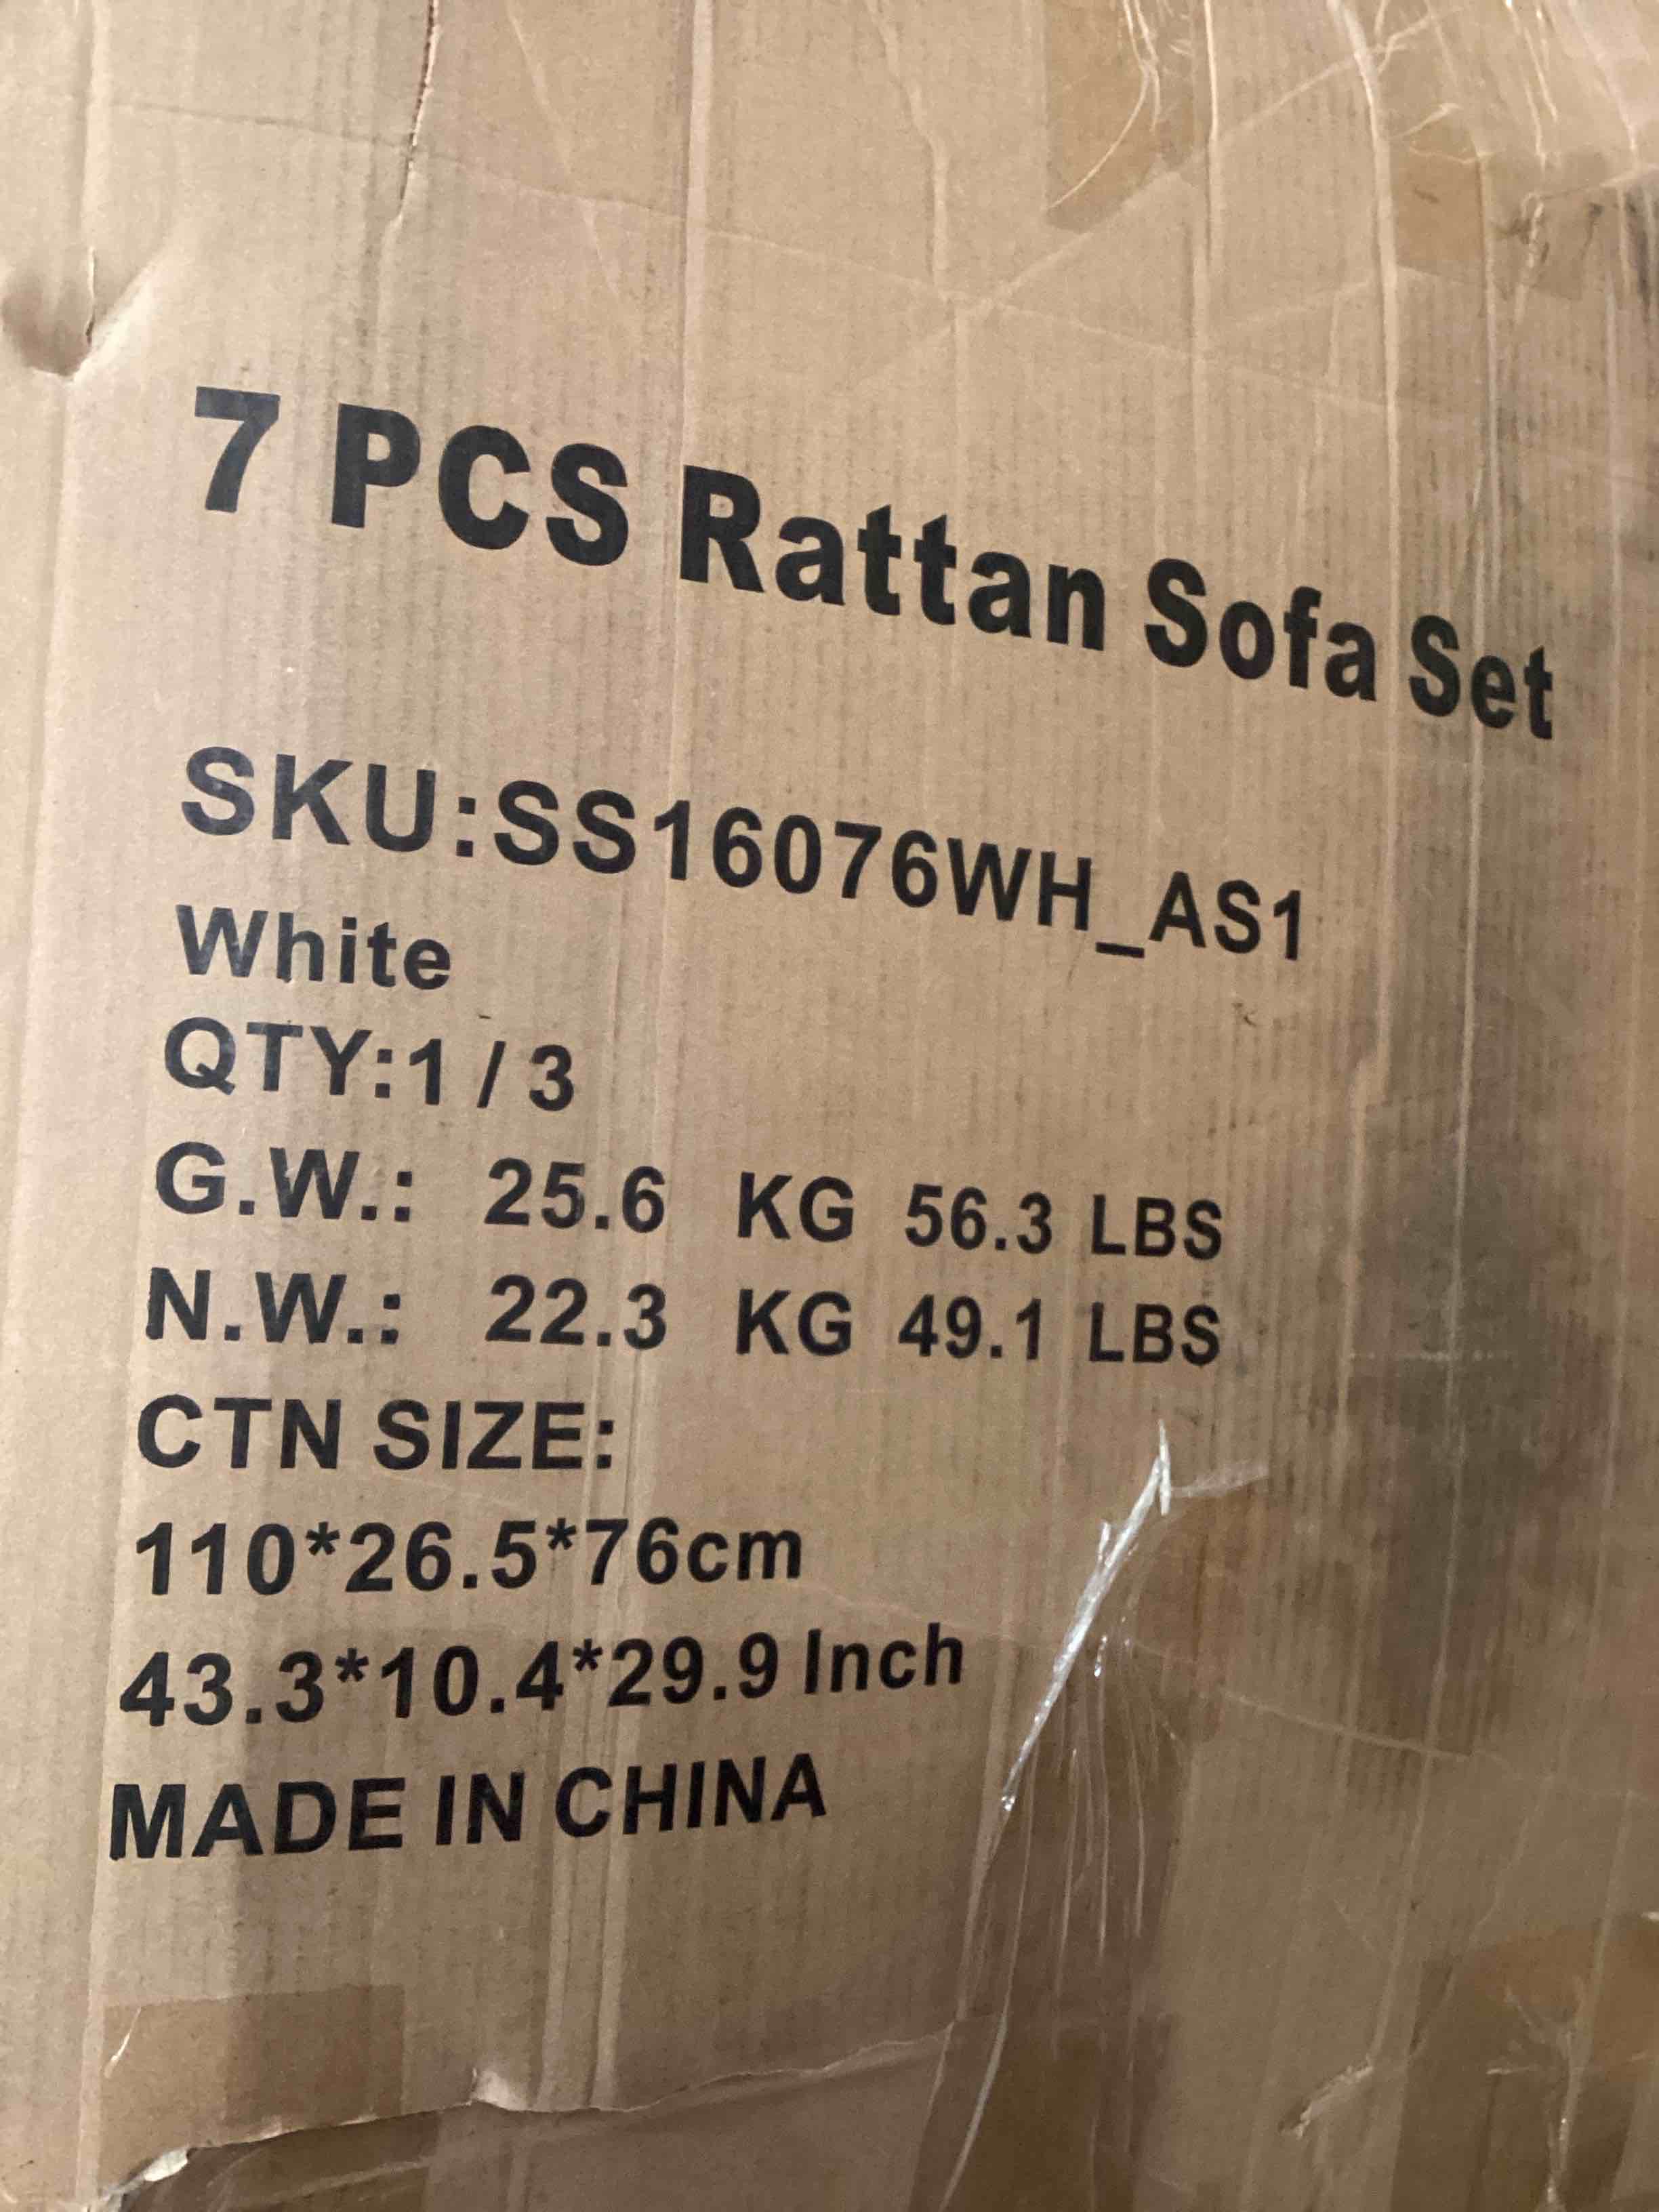 7 PCS Rattan Sofa Set
SKU:SS16076WH_AS1
White
QTY:1 / 3
G.W.: 25.6 KG 56.3 LBS
N.W.: 22.3 KG 49.1 LBS
CTN SIZE:
110*26.5*76cm
43.3*10.4*29.9 Inch
MADE IN CHINA